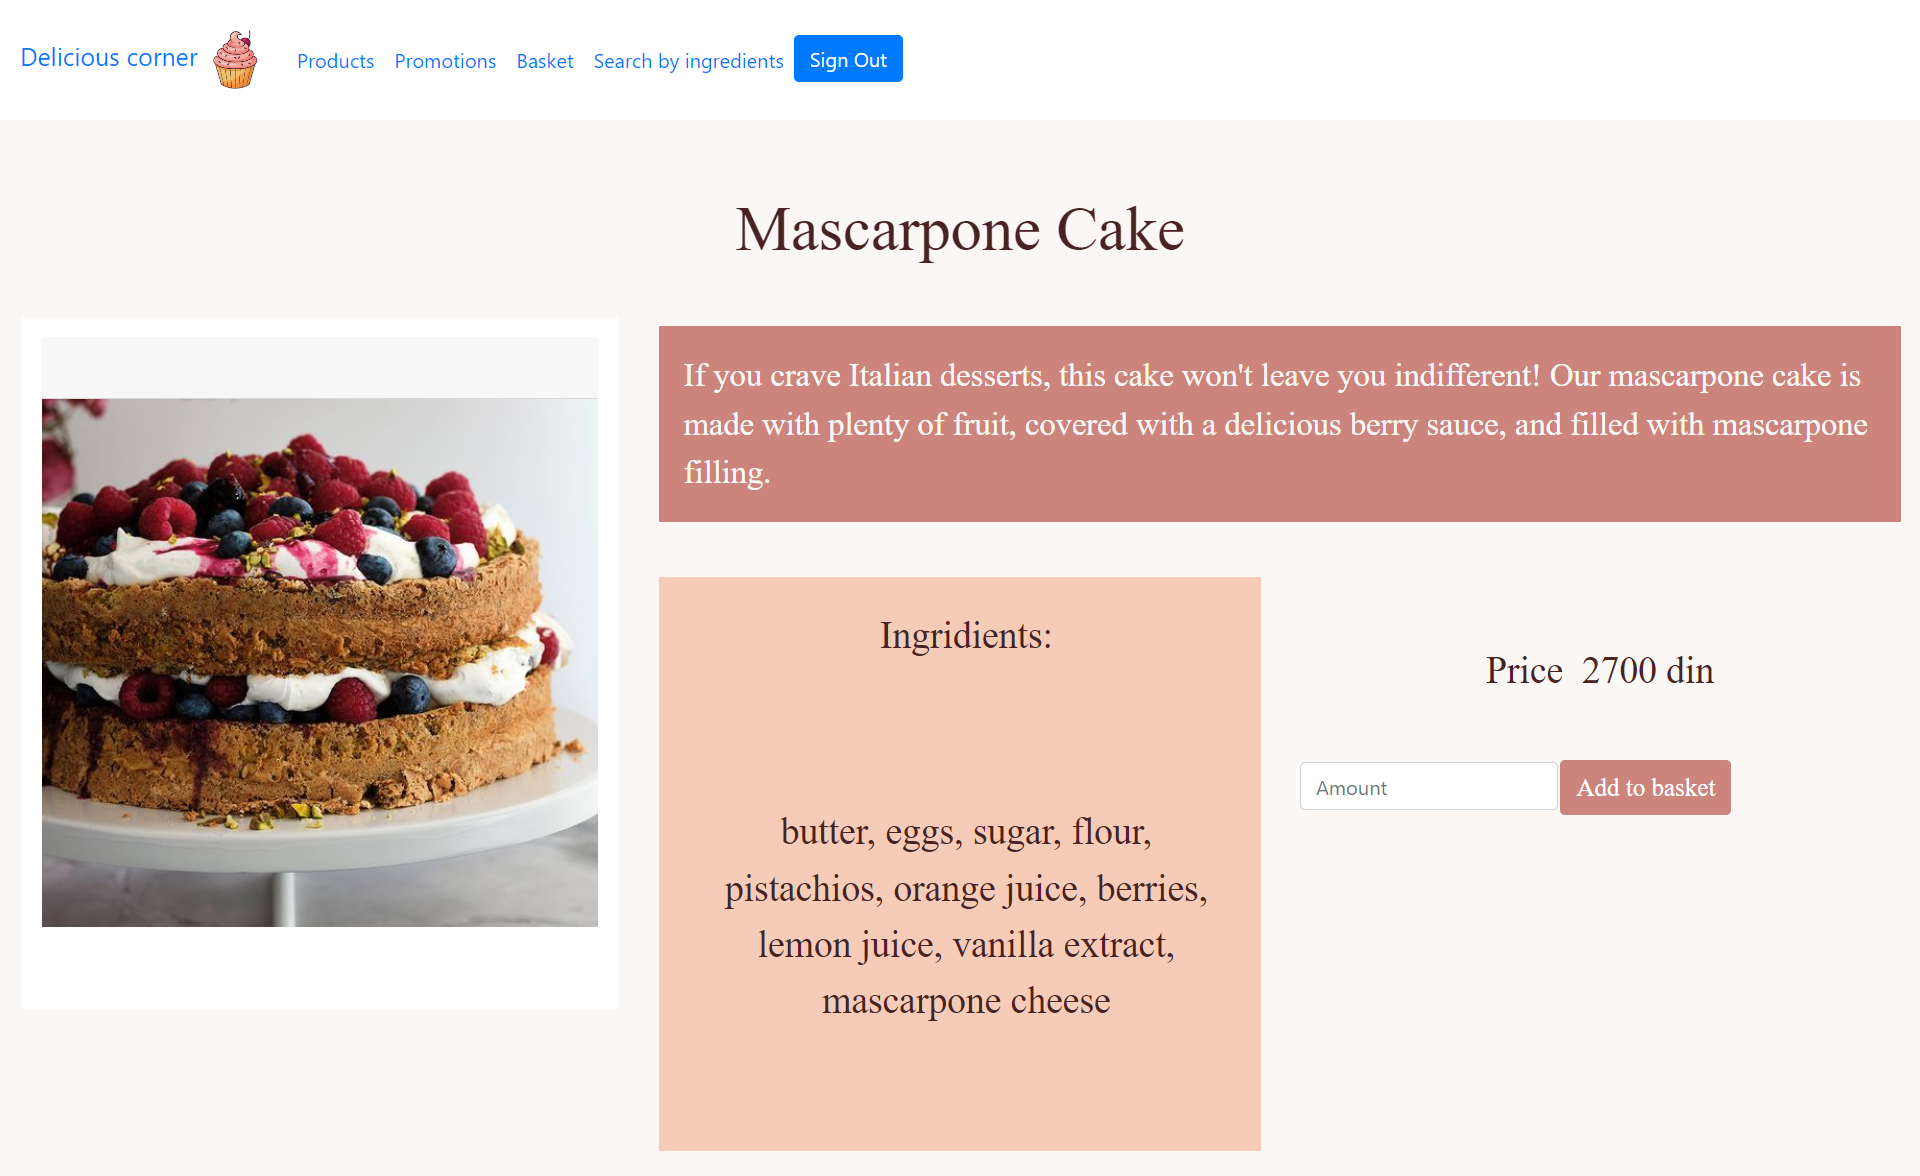 Delicious corner
Products
Promotions
Basket
Search by ingredients
Sign Out
Mascarpone Cake
If you crave Italian desserts, this cake won't leave you indifferent! Our mascarpone cake is
made with plenty of fruit, covered with a delicious berry sauce, and filled with mascarpone
filling.
Ingridients:
butter, eggs, sugar, flour,
pistachios, orange juice, berries,
lemon juice, vanilla extract,
mascarpone cheese
Price 2700 din
Amount
Add to basket